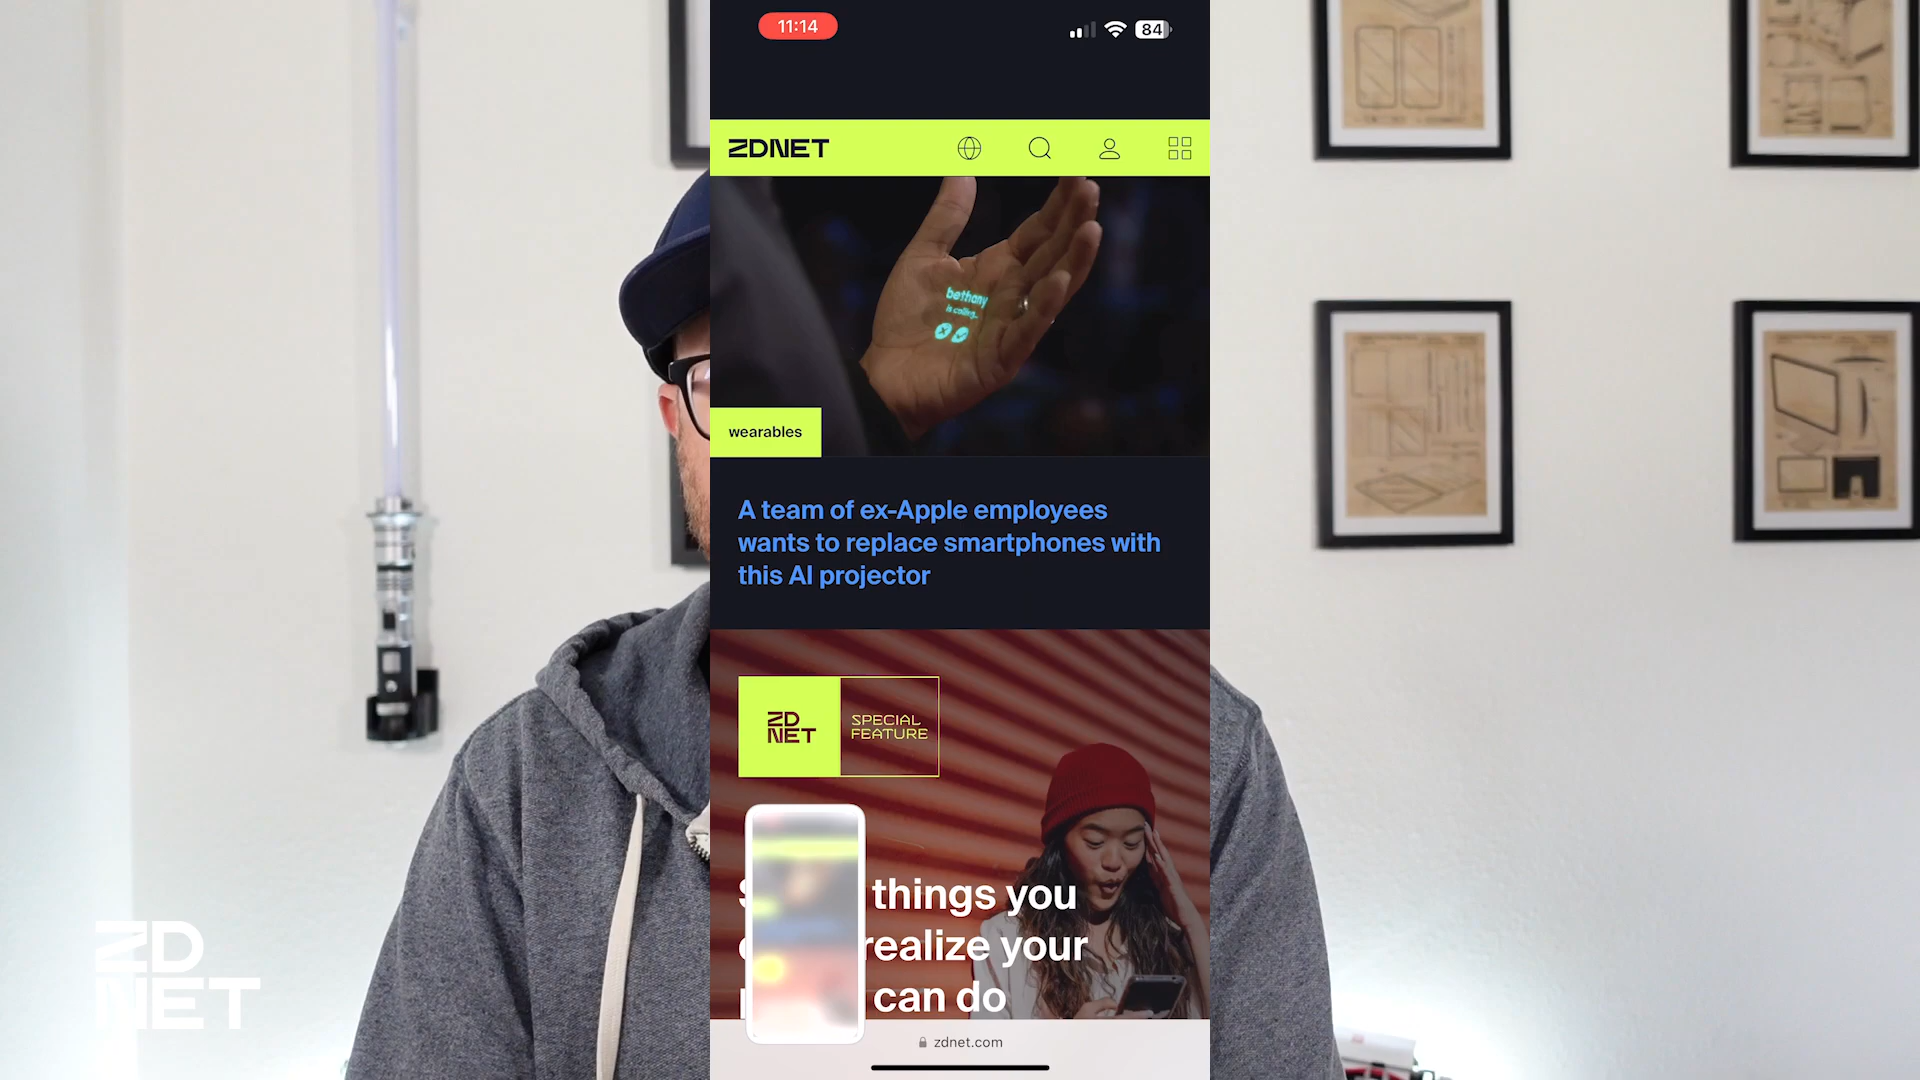 11:14
84
ZDNET
bethany
is calling...
wearables
A team of ex-Apple employees
wants to replace smartphones with
this AI projector
ZD
NET
SPECIAL
FEATURE
things you
realize your
can do
zdnet.com
ZD
NET